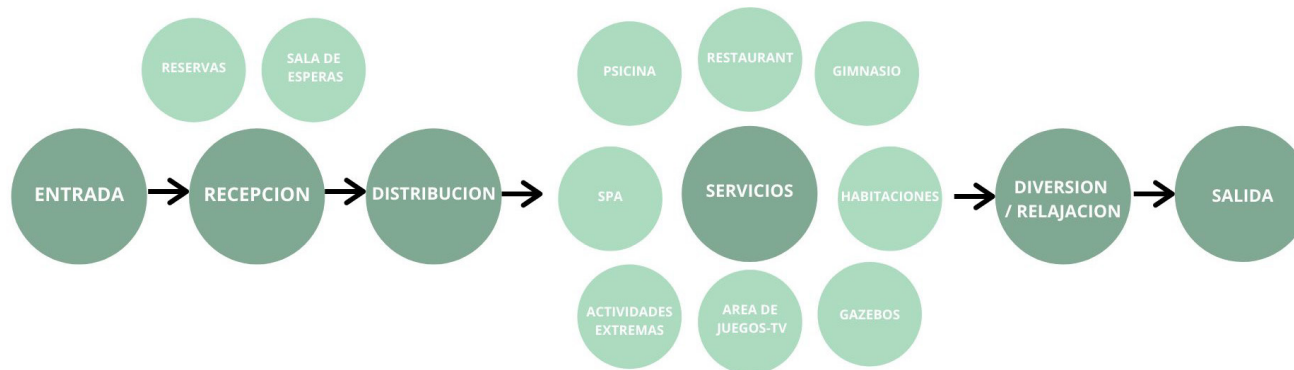 RESERVAS
SALA DE
ESPERAS
PSICINA
RESTAURANT
GIMNASIO
ENTRADA
RECEPCION
DISTRIBUCION
SPA
SERVICIOS
HABITACIONES
DIVERSION
/ RELAJACION
SALIDA
ACTIVIDADES
EXTREMAS
AREA DE
JUEGOS-TV
GAZEBOS